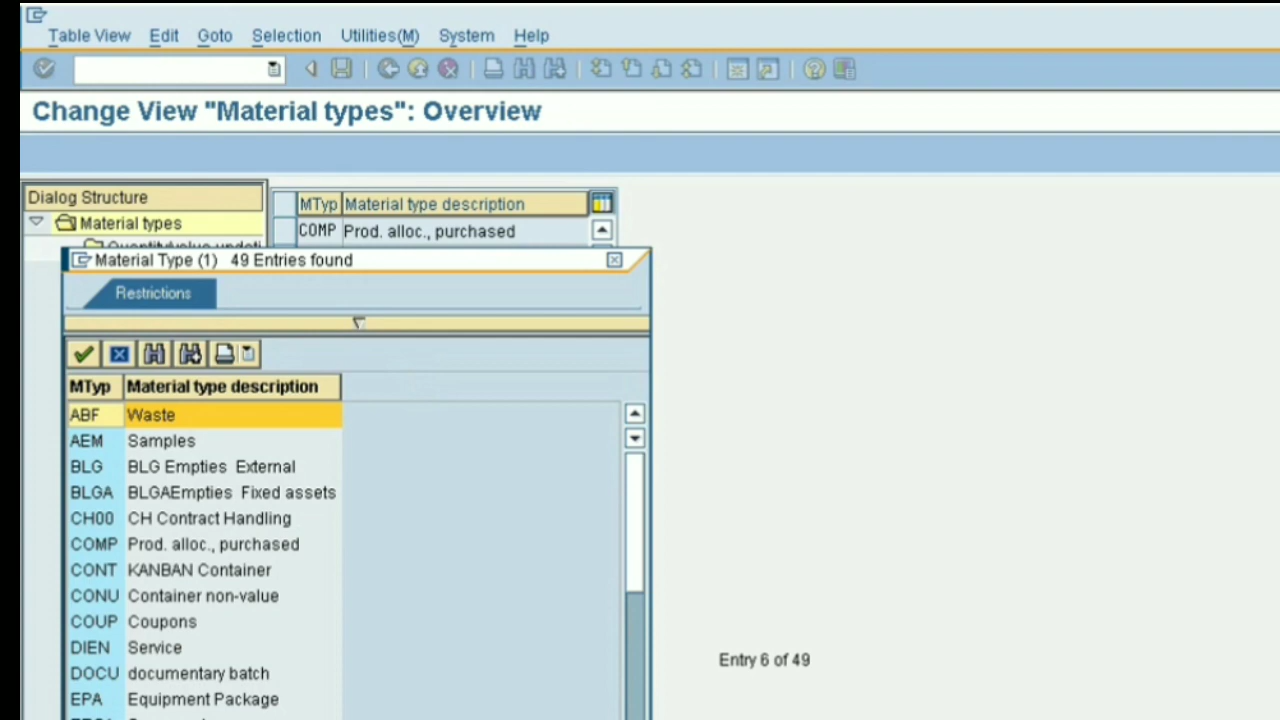 Table View Edit Goto Selection Utilities(M) System Help
Change View "Material types": Overview
Dialog Structure
Material types
MTyp Material type description
COMP Prod. alloc., purchased
Material Type (1) 49 Entries found
Restrictions
MTyp Material type description
ABF Waste
AEM Samples
BLG BLG Empties External
BLGA BLGAEmpties Fixed assets
CH00 CH Contract Handling
COMP Prod. alloc., purchased
CONT KANBAN Container
CONU Container non-value
COUP Coupons
DIEN Service
DOCU documentary batch
EPA Equipment Package
Entry 6 of 49